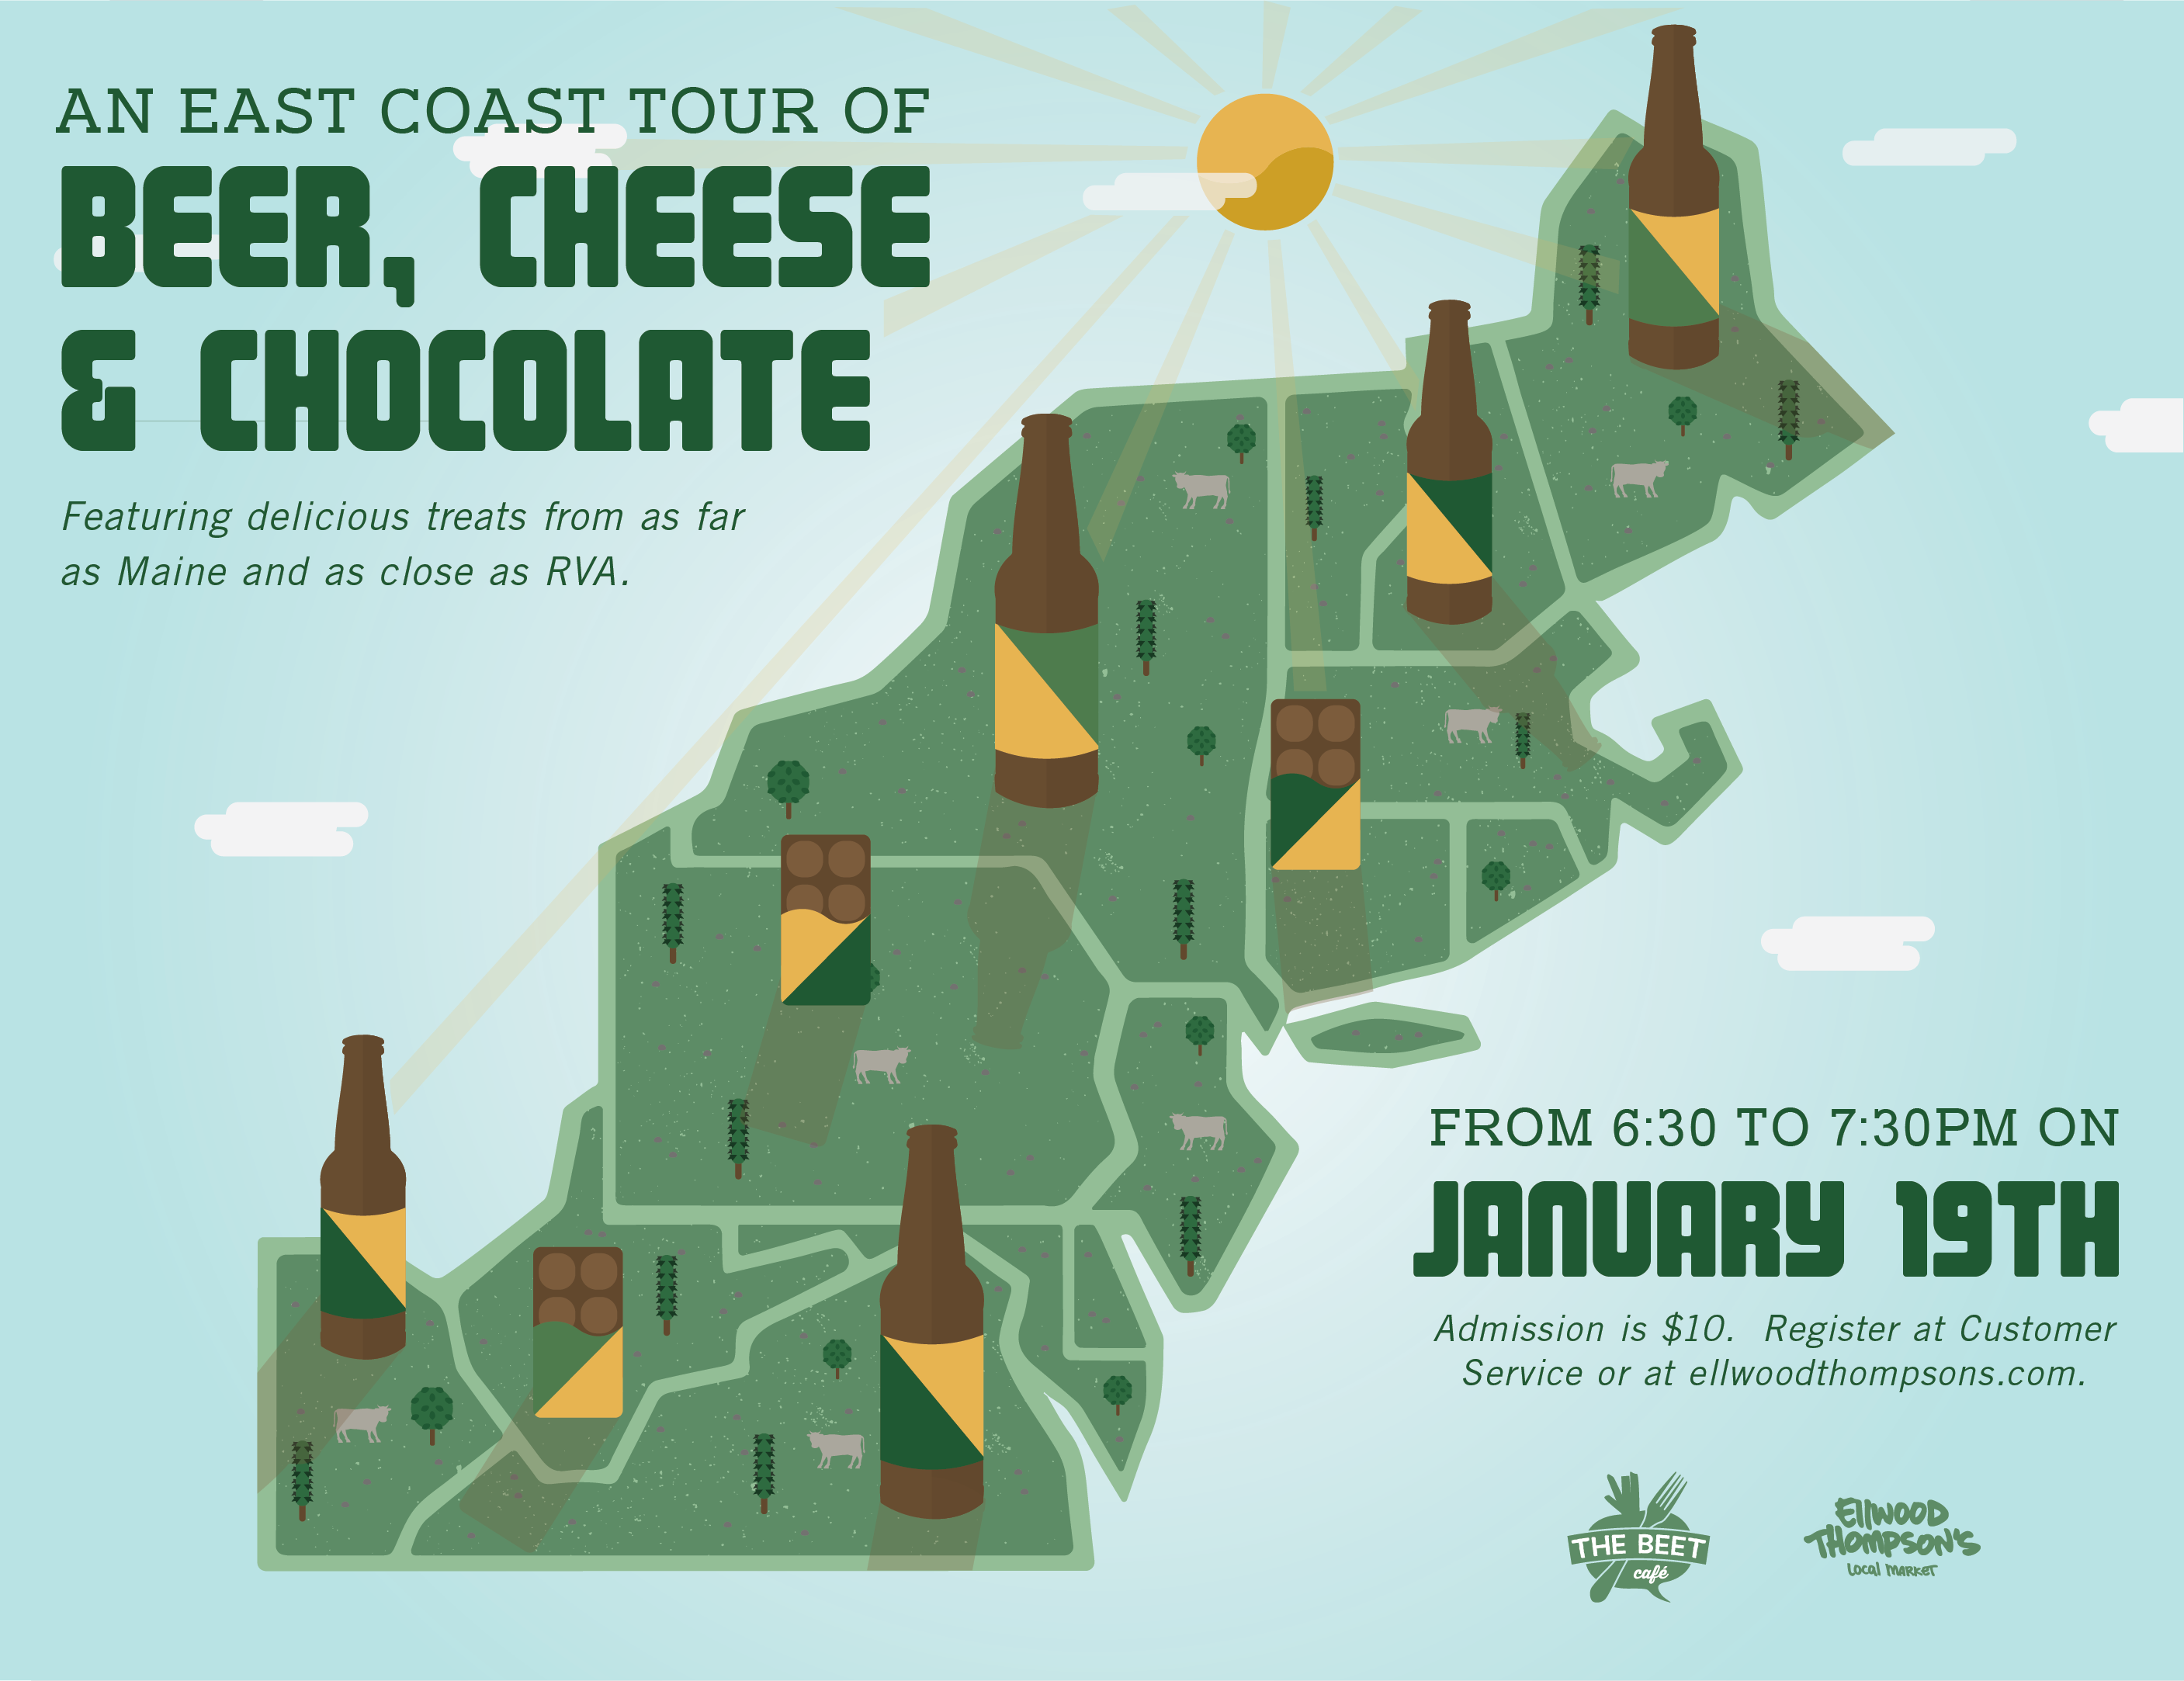 AN EAST COAST TOUR OF
BEER, CHEESE
& CHOCOLATE
Featuring delicious treats from as far
as Maine and as close as RVA.
FROM 6:30 TO 7:30PM ON
JANUARY 19TH
Admission is $10. Register at Customer
Service or at ellwoodthompsons.com.
THE BEET
café
Ellwood
Thompson's
Local Market